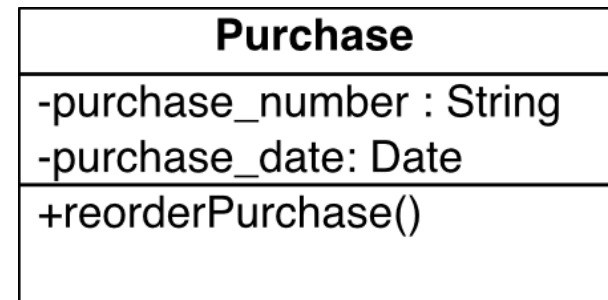 Purchase
-purchase_number : String
-purchase_date: Date
+reorderPurchase()